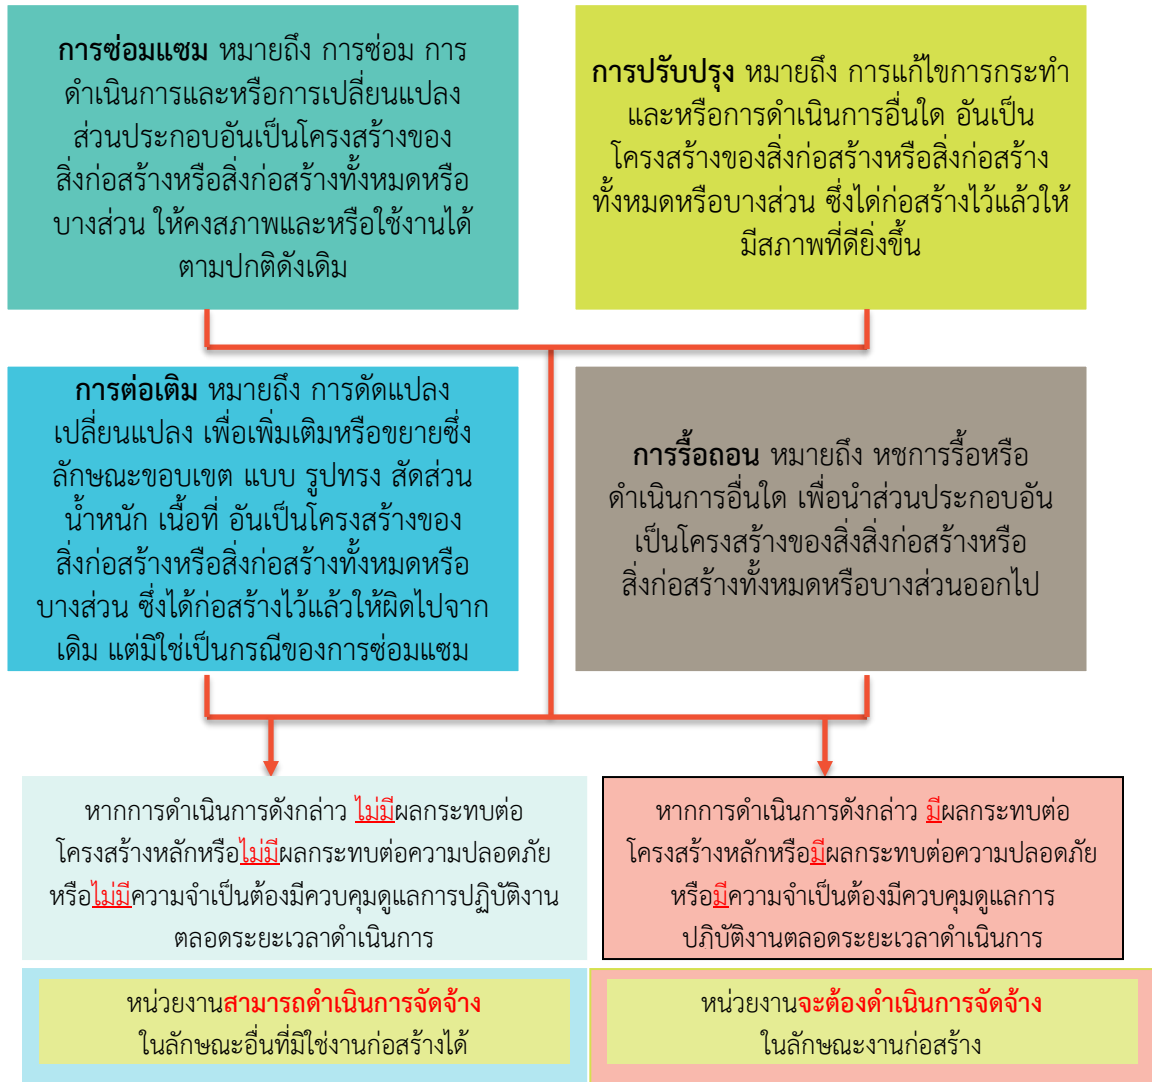 การซ่อมแซม หมายถึง การซ่อม การ
ดำเนินการและหรือการเปลี่ยนแปลง
ส่วนประกอบอันเป็นโครงสร้างของ
สิ่งก่อสร้างหรือสิ่งก่อสร้างทั้งหมดหรือ
บางส่วน ให้คงสภาพและหรือใช้งานได้
ตามปกติดังเดิม
การปรับปรุง หมายถึง การแก้ไขการกระทำ
และหรือการดำเนินการอื่นใด อันเป็น
โครงสร้างของสิ่งก่อสร้างหรือสิ่งก่อสร้าง
ทั้งหมดหรือบางส่วน ซึ่งได่ก่อสร้างไว้แล้วให้
มีสภาพที่ดียิ่งขึ้น
การต่อเติม หมายถึง การดัดแปลง
เปลี่ยนแปลง เพื่อเพิ่มเติมหรือขยายซึ่ง
ลักษณะขอบเขต แบบ รูปทรง สัดส่วน
น้ำหนัก เนื้อที่ อันเป็นโครงสร้างของ
สิ่งก่อสร้างหรือสิ่งก่อสร้างทั้งหมดหรือ
บางส่วน ซึ่งได้ก่อสร้างไว้แล้วให้ผิดไปจาก
เดิม แต่มิใช่เป็นกรณีของการซ่อมแซม
การรื้อถอน หมายถึง หชการรื้อหรือ
ดำเนินการอื่นใด เพื่อนำส่วนประกอบอัน
เป็นโครงสร้างของสิ่งสิ่งก่อสร้างหรือ
สิ่งก่อสร้างทั้งหมดหรือบางส่วนออกไป
หากการดำเนินการดังกล่าว ไม่มีผลกระทบต่อ
โครงสร้างหลักหรือไม่มีผลกระทบต่อความปลอดภัย
หรือไม่มีความจำเป็นต้องมีควบคุมดูแลการปฏิบัติงาน
ตลอดระยะเวลาดำเนินการ
หากการดำเนินการดังกล่าว มีผลกระทบต่อ
โครงสร้างหลักหรือมีผลกระทบต่อความปลอดภัย
หรือมีความจำเป็นต้องมีควบคุมดูแลการ
ปฏิบัติงานตลอดระยะเวลาดำเนินการ
หน่วยงานสามารถดำเนินการจัดจ้าง
ในลักษณะอื่นที่มิใช่งานก่อสร้างได้
หน่วยงานจะต้องดำเนินการจัดจ้าง
ในลักษณะงานก่อสร้าง